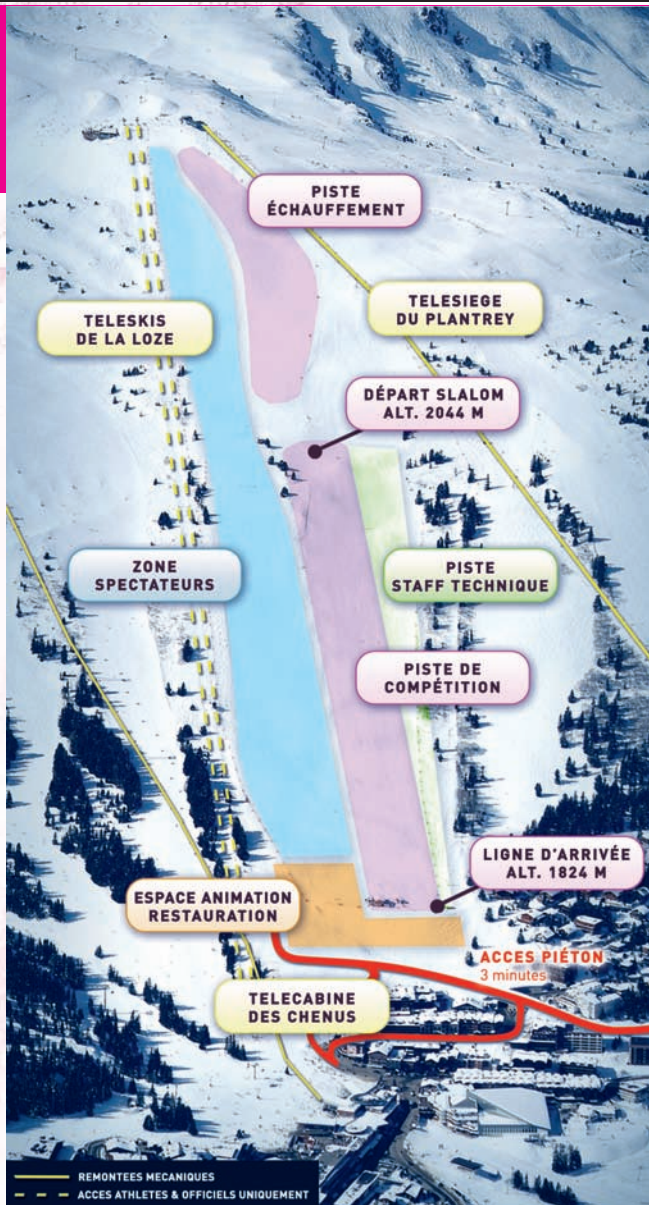 PISTE
ÉCHAUFFEMENT
TELESKIS
DE LA LOZE
TELESIEGE
DU PLANTREY
DÉPART SLALOM
ALT. 2044 M
ZONE
SPECTATEURS
PISTE
STAFF TECHNIQUE
PISTE DE
COMPÉTITION
LIGNE D'ARRIVÉE
ALT. 1824 M
ESPACE ANIMATION
RESTAURATION
ACCES PIÉTON
3 minutes
TELECABINE
DES CHENUS
REMONTEES MECANIQUES
ACCES ATHLETES & OFFICIELS UNIQUEMENT